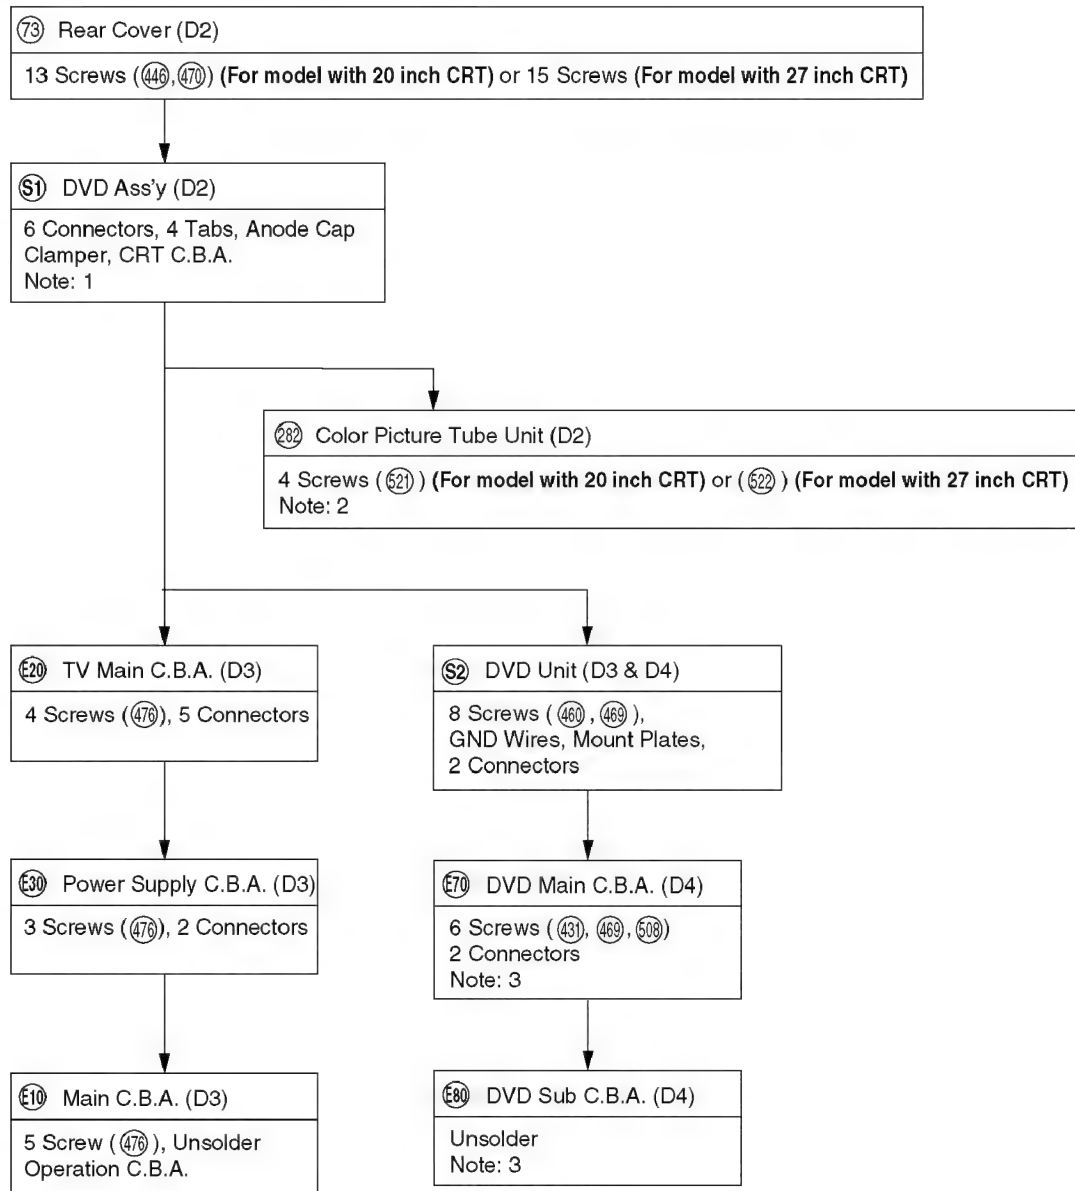 73 Rear Cover (D2)
13 Screws (446, 470) (For model with 20 inch CRT) or 15 Screws (For model with 27 inch CRT)
S1 DVD Ass'y (D2)
6 Connectors, 4 Tabs, Anode Cap
Clamper, CRT C.B.A.
Note: 1
282 Color Picture Tube Unit (D2)
4 Screws (521) (For model with 20 inch CRT) or (522) (For model with 27 inch CRT)
Note: 2
E20 TV Main C.B.A. (D3)
4 Screws (476), 5 Connectors
S2 DVD Unit (D3 & D4)
8 Screws (460, 469),
GND Wires, Mount Plates,
2 Connectors
E30 Power Supply C.B.A. (D3)
3 Screws (476), 2 Connectors
E70 DVD Main C.B.A. (D4)
6 Screws (431, 469, 508)
2 Connectors
Note: 3
E10 Main C.B.A. (D3)
5 Screw (476), Unsolder
Operation C.B.A.
E80 DVD Sub C.B.A. (D4)
Unsolder
Note: 3